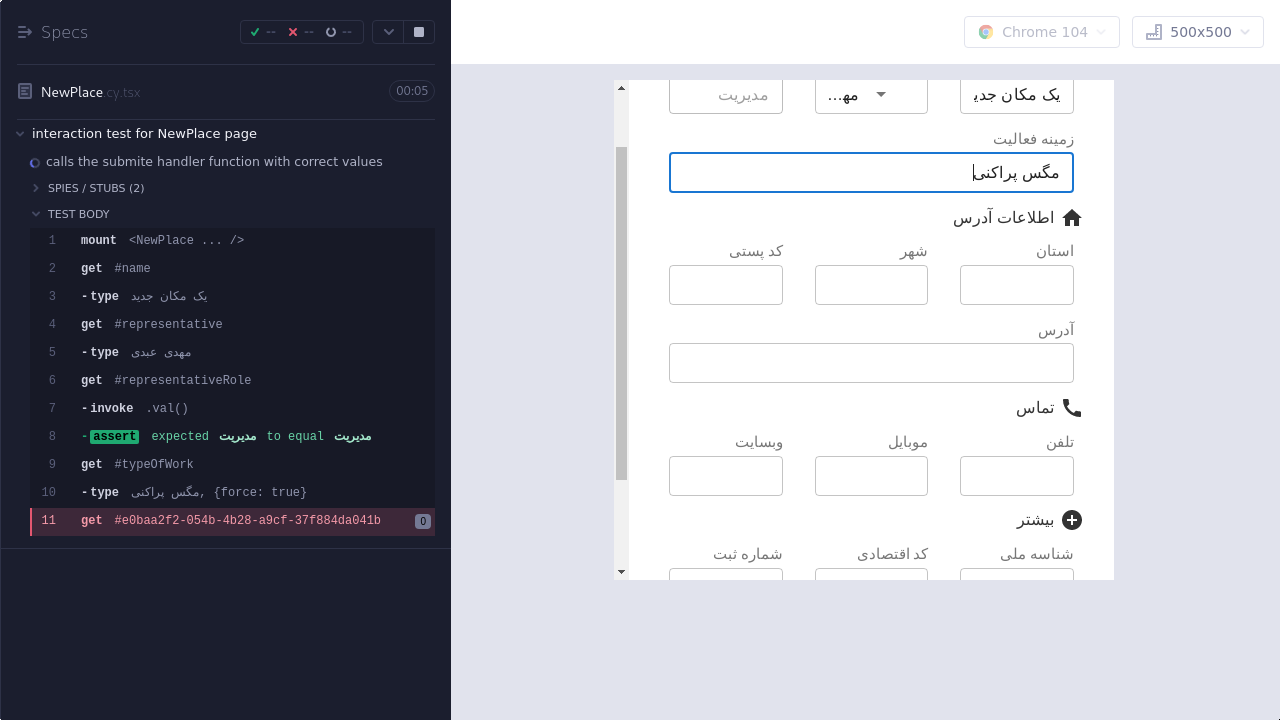 Specs
--
--
--
Chrome 104
500x500
NewPlace.cy.tsx
00:05
interaction test for NewPlace page
calls the submite handler function with correct values
SPIES / STUBS (2)
TEST BODY
1 mount <NewPlace ... />
2 get #name
3 -type یک مکان جدید
4 get #representative
5 -type مهدی عبدی
6 get #representativeRole
7 -invoke .val()
8 -assert expected مدیریت to equal مدیریت
9 get #typeOfWork
10 -type مگس پراکنی, {force: true}
11 get #e0baa2f2-054b-4b28-a9cf-37f884da041b 0
یک مکان جدی مه... مدیریت
زمینه فعالیت
مگس پراکنی
اطلاعات آدرس
استان شهر کد پستی
آدرس
تماس
تلفن موبایل وبسایت
بیشتر
شناسه ملی کد اقتصادی شماره ثبت